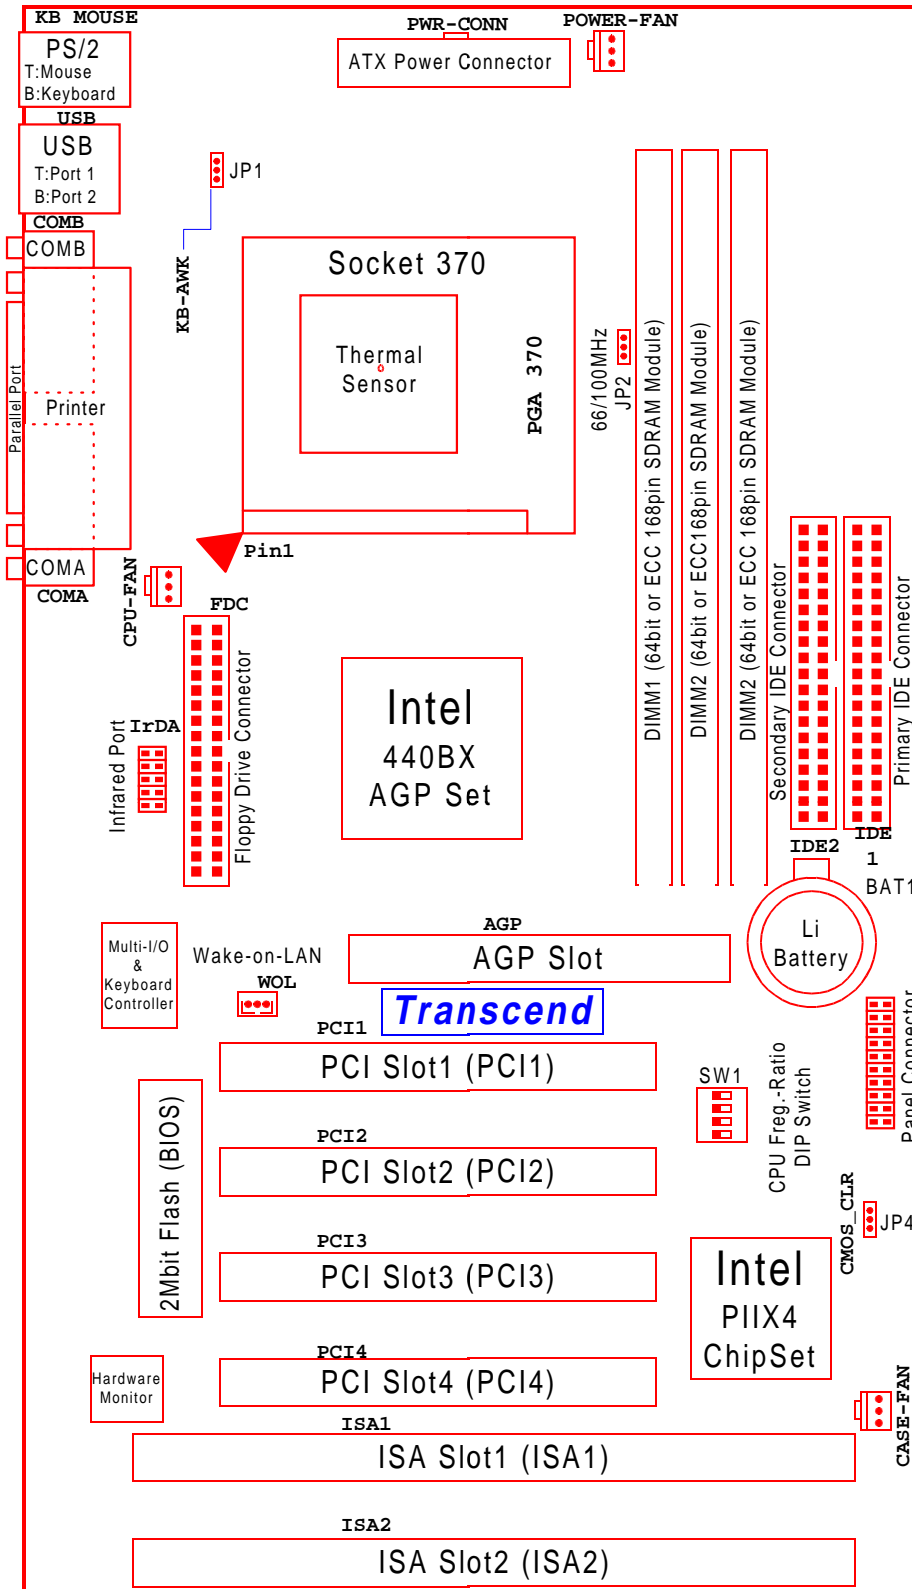 KB MOUSE
PS/2
T:Mouse
B:Keyboard
USB
USB
T:Port 1
B:Port 2
COMB
COMB
Parallel Port
Printer
COMA
COMA
PWR-CONN
ATX Power Connector
POWER-FAN
JP1
KB-AWK
Socket 370
Thermal
Sensor
PGA 370
Pin1
66/100MHz
JP2
DIMM1 (64bit or ECC 168pin SDRAM Module)
DIMM2 (64bit or ECC168pin SDRAM Module)
DIMM2 (64bit or ECC 168pin SDRAM Module)
CPU-FAN
FDC
Floppy Drive Connector
IrDA
Infrared Port
Intel
440BX
AGP Set
Secondary IDE Connector
Primary IDE Connector
IDE2
IDE
1
BAT1
Li
Battery
Multi-I/O
&
Keyboard
Controller
Wake-on-LAN
WOL
AGP
AGP Slot
Transcend
PCI1
PCI Slot1 (PCI1)
PCI2
PCI Slot2 (PCI2)
PCI3
PCI Slot3 (PCI3)
PCI4
PCI Slot4 (PCI4)
2Mbit Flash (BIOS)
SW1
CPU Freg.-Ratio
DIP Switch
Panel Connector
CMOS_CLR
JP4
Intel
PIIX4
ChipSet
Hardware
Monitor
CASE-FAN
ISA1
ISA Slot1 (ISA1)
ISA2
ISA Slot2 (ISA2)